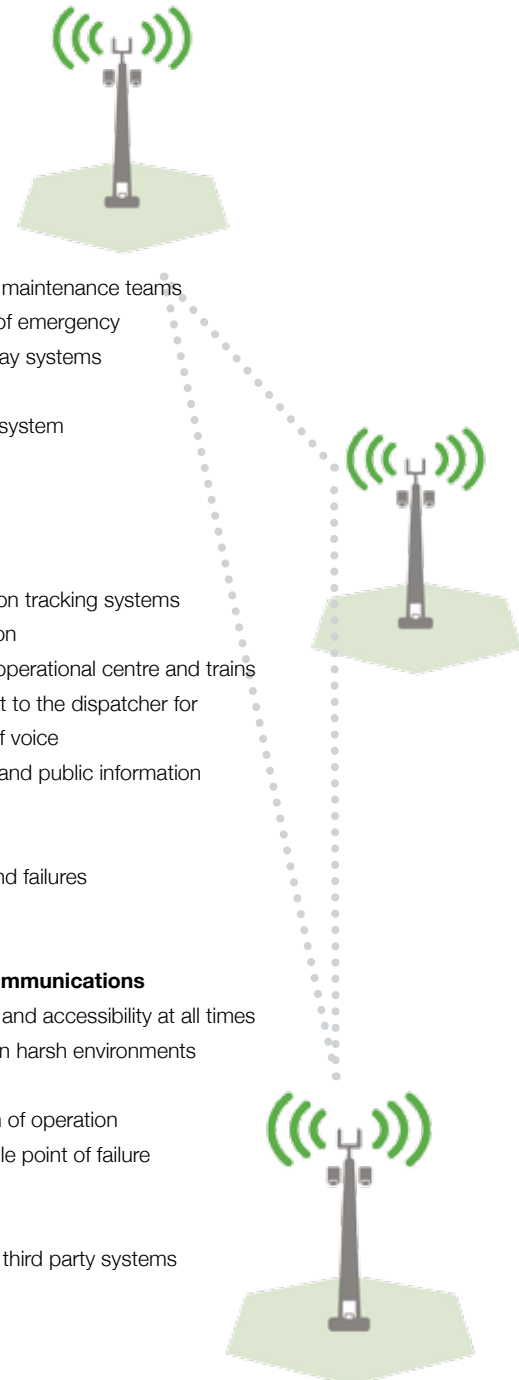 maintenance teams
of emergency
ay systems
system
on tracking systems
on
operational centre and trains
t to the dispatcher for
f voice
and public information
nd failures
mmunications
and accessibility at all times
n harsh environments
n of operation
le point of failure
third party systems